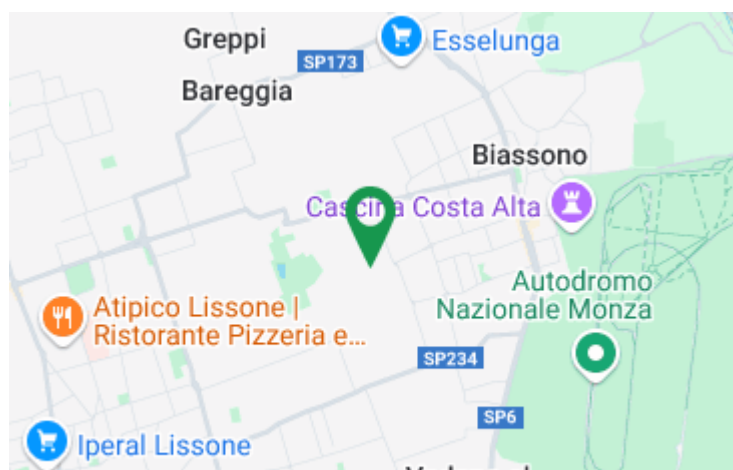 Greppi
Esselunga
SP173
Bareggia
Biassono
Cascina Costa Alta
Autodromo
Nazionale Monza
Atipico Lissone |
Ristorante Pizzeria e...
SP234
SP6
Iperal Lissone